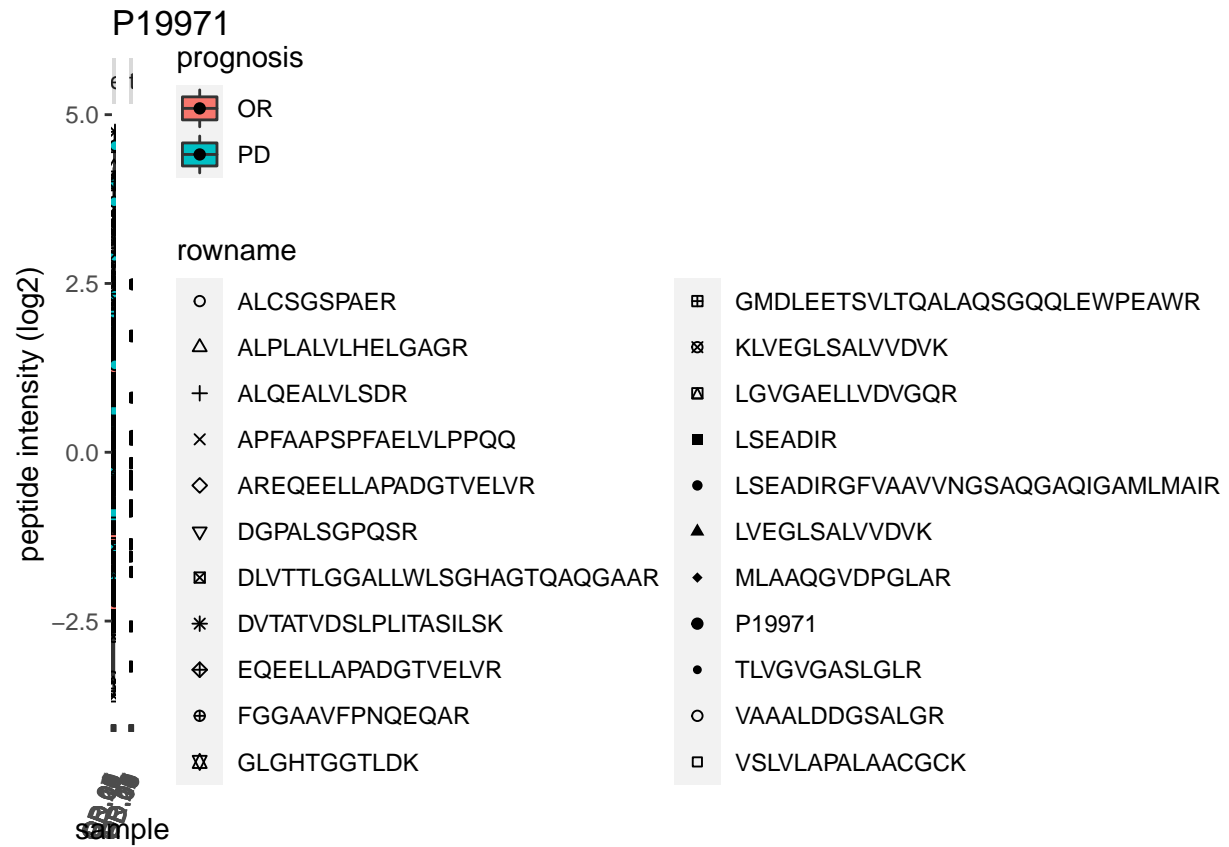 P19971
prognosis
OR
PD
5.0
2.5
0.0
−2.5
peptide intensity (log2)
sample
rowname
ALCSGSPAER
ALPLALVLHELGAGR
ALQEALVLSDR
APFAAPSPFAELVLPPQQ
AREQEELLAPADGTVELVR
DGPALSGPQSR
DLVTTLGGALLWLSGHAGTQAQGAAR
DVTATVDSLPLITASILSK
EQEELLAPADGTVELVR
FGGAAVFPNQEQAR
GLGHTGGTLDK
GMDLEETSVLTQALAQSGQQLEWPEAWR
KLVEGLSALVVDVK
LGVGAELLVDVGQR
LSEADIR
LSEADIRGFVAAVVNGSAQGAQIGAMLMAIR
LVEGLSALVVDVK
MLAAQGVDPGLAR
P19971
TLVGVGASLGLR
VAAALDDGSALGR
VSLVLAPALAACGCK